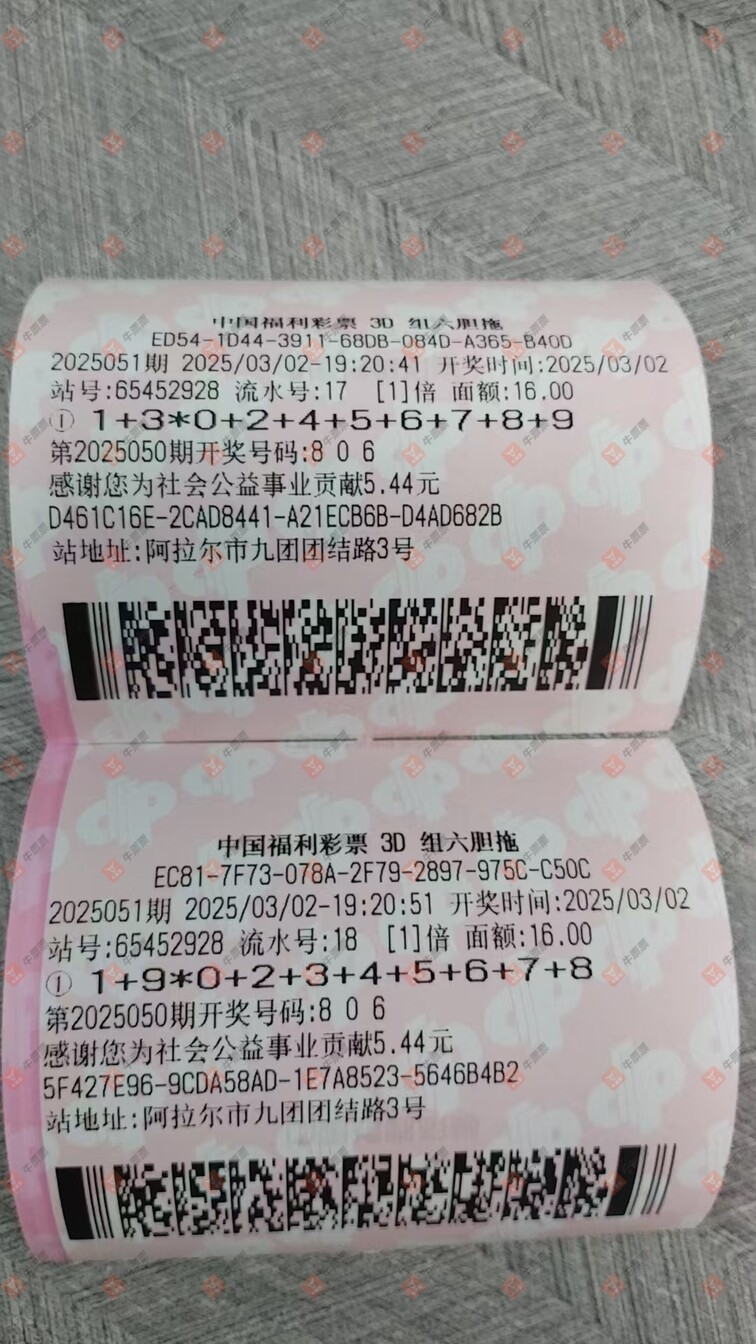 中国福利彩票 3D 组六胆拖
ED54-1D44-3911-68DB-084D-A365-B40D
2025051期 2025/03/02-19:20:41 开奖时间:2025/03/02
站号:65452928 流水号:17 [1]倍 面额:16.00
① 1+3*0+2+4+5+6+7+8+9
第2025050期开奖号码:8 0 6
感谢您为社会公益事业贡献5.44元
D461C16E-2CAD8441-A21ECB6B-D4AD682B
站地址:阿拉尔市九团团结路3号
中国福利彩票 3D 组六胆拖
EC81-7F73-078A-2F79-2897-975C-C50C
2025051期 2025/03/02-19:20:51 开奖时间:2025/03/02
站号:65452928 流水号:18 [1]倍 面额:16.00
① 1+9*0+2+3+4+5+6+7+8
第2025050期开奖号码:8 0 6
感谢您为社会公益事业贡献5.44元
5F427E96-9CDA58AD-1E7A8523-5646B4B2
站地址:阿拉尔市九团团结路3号